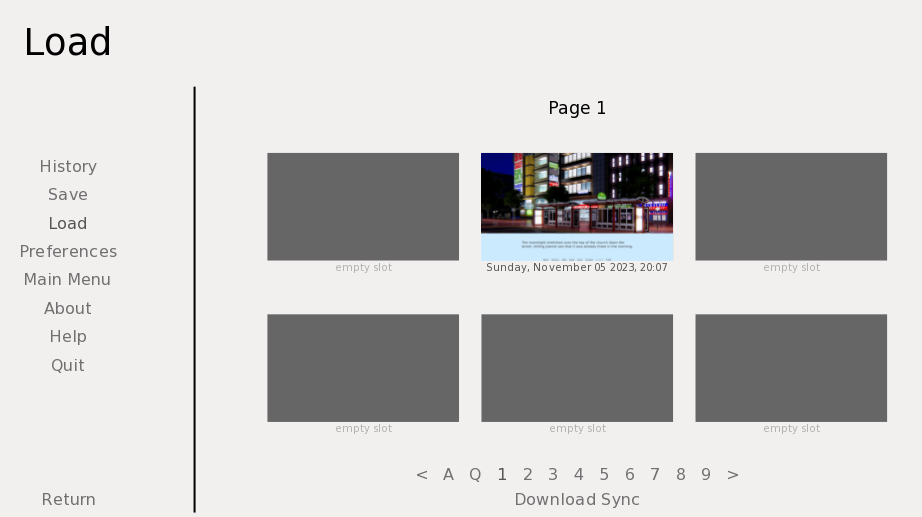 Load
Page 1
History
Save
Load
Preferences
Main Menu
About
Help
Quit
Return
empty slot
Sunday, November 05 2023, 20:07
empty slot
empty slot
empty slot
empty slot
< A Q 1 2 3 4 5 6 7 8 9 >
Download Sync